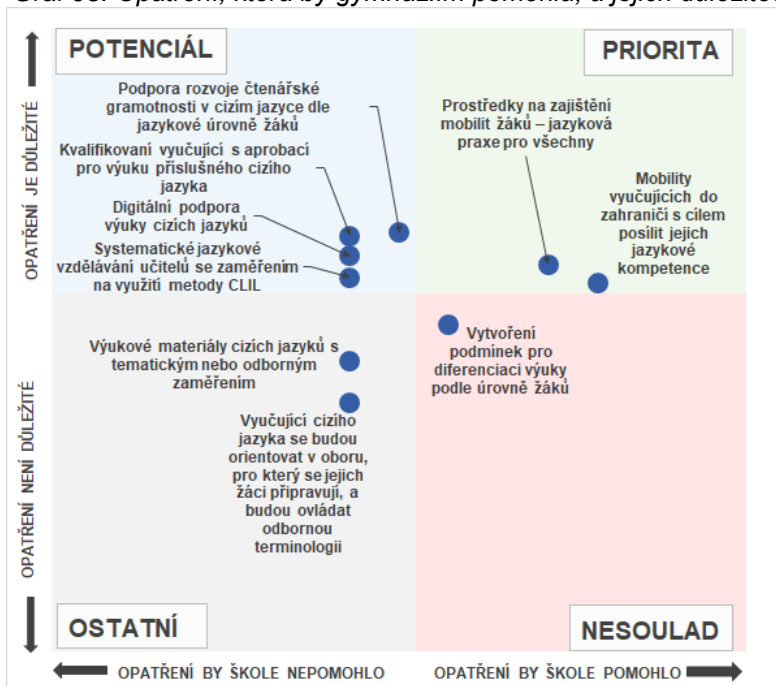 POTENCIÁL
PRIORITA
Podpora rozvoje čtenářské
gramotnosti v cizím jazyce dle
jazykové úrovně žáků
Kvalifikovaní vyučující s aprobací
pro výuku příslušného cizího
jazyka
Digitální podpora
výuky cizích jazyků
Systematické jazykové
vzdělávání učitelů se zaměřením
na využití metody CLIL
Prostředky na zajištění
mobilit žáků – jazyková
praxe pro všechny
Mobility
vyučujících do
zahraničí s cílem
posílit jejich
jazykové
kompetence
OPATŘENÍ JE DŮLEŽITÉ
Výukové materiály cizích jazyků s
tematickým nebo odborným
zaměřením
Vyučující cizího
jazyka se budou
orientovat v oboru,
pro který se jejich
žáci připravují, a
budou ovládat
odbornou
terminologii
Vytvoření
podmínek pro
diferenciaci výuky
podle úrovně žáků
OPATŘENÍ NENÍ DŮLEŽITÉ
OSTATNÍ
NESOULAD
OPATŘENÍ BY ŠKOLE NEPOMOHLO
OPATŘENÍ BY ŠKOLE POMOHLO